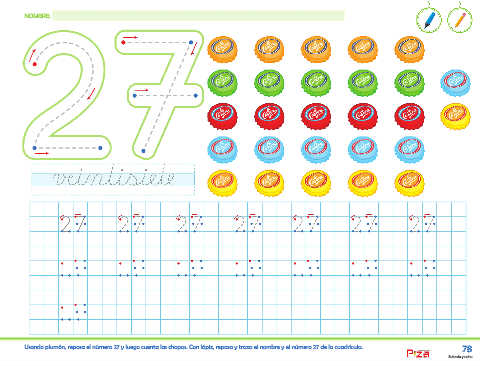 NOMBRE:
27
veintisiete
27 27 27 27 27 27 27
Usando plumón, repasa el número 27 y luego cuenta las chapas. Con lápiz, repasa y traza el nombre y el número 27 de la cuadrícula.
78